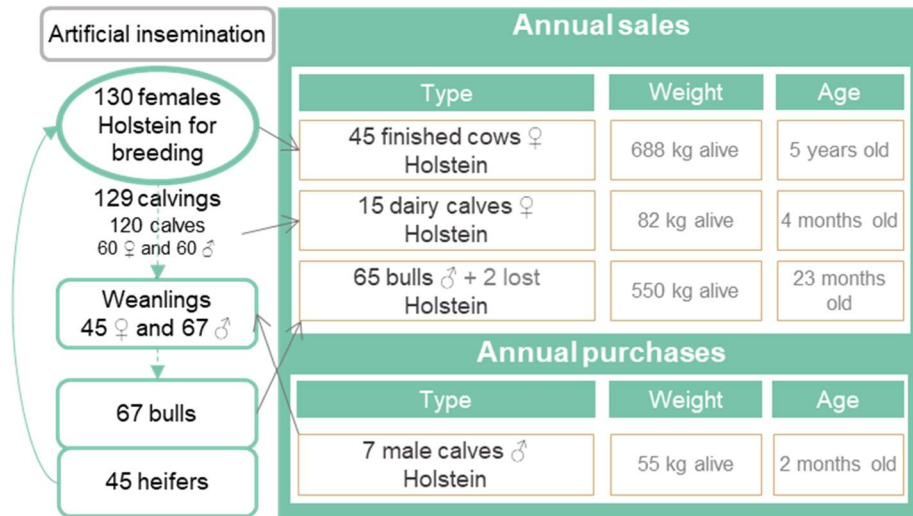 Artificial insemination
130 females
Holstein for
breeding
129 calvings
120 calves
60 ♀ and 60 ♂
Weanlings
45 ♀ and 67 ♂
67 bulls
45 heifers
Annual sales
Type Weight Age
45 finished cows ♀
Holstein
688 kg alive
5 years old
15 dairy calves ♀
Holstein
82 kg alive
4 months old
65 bulls ♂ + 2 lost
Holstein
550 kg alive
23 months
old
Annual purchases
Type Weight Age
7 male calves ♂
Holstein
55 kg alive
2 months old